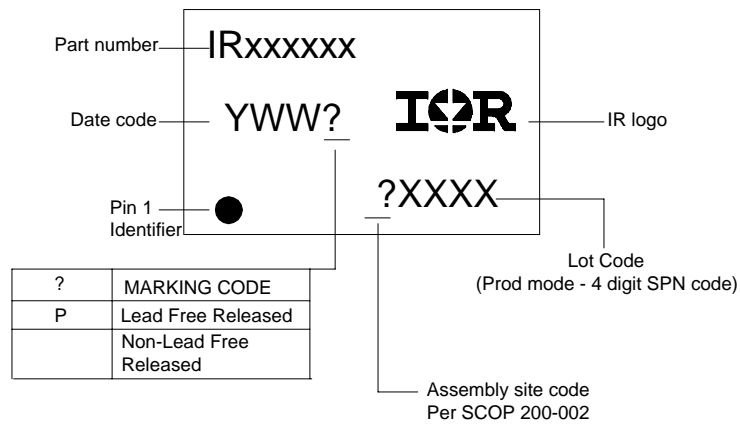 Part number
IRxxxxxx
Date code
YWW?
IOR
IR logo
?XXXX
Pin 1
Identifier
Lot Code
(Prod mode - 4 digit SPN code)
? MARKING CODE
P Lead Free Released
Non-Lead Free
Released
Assembly site code
Per SCOP 200-002